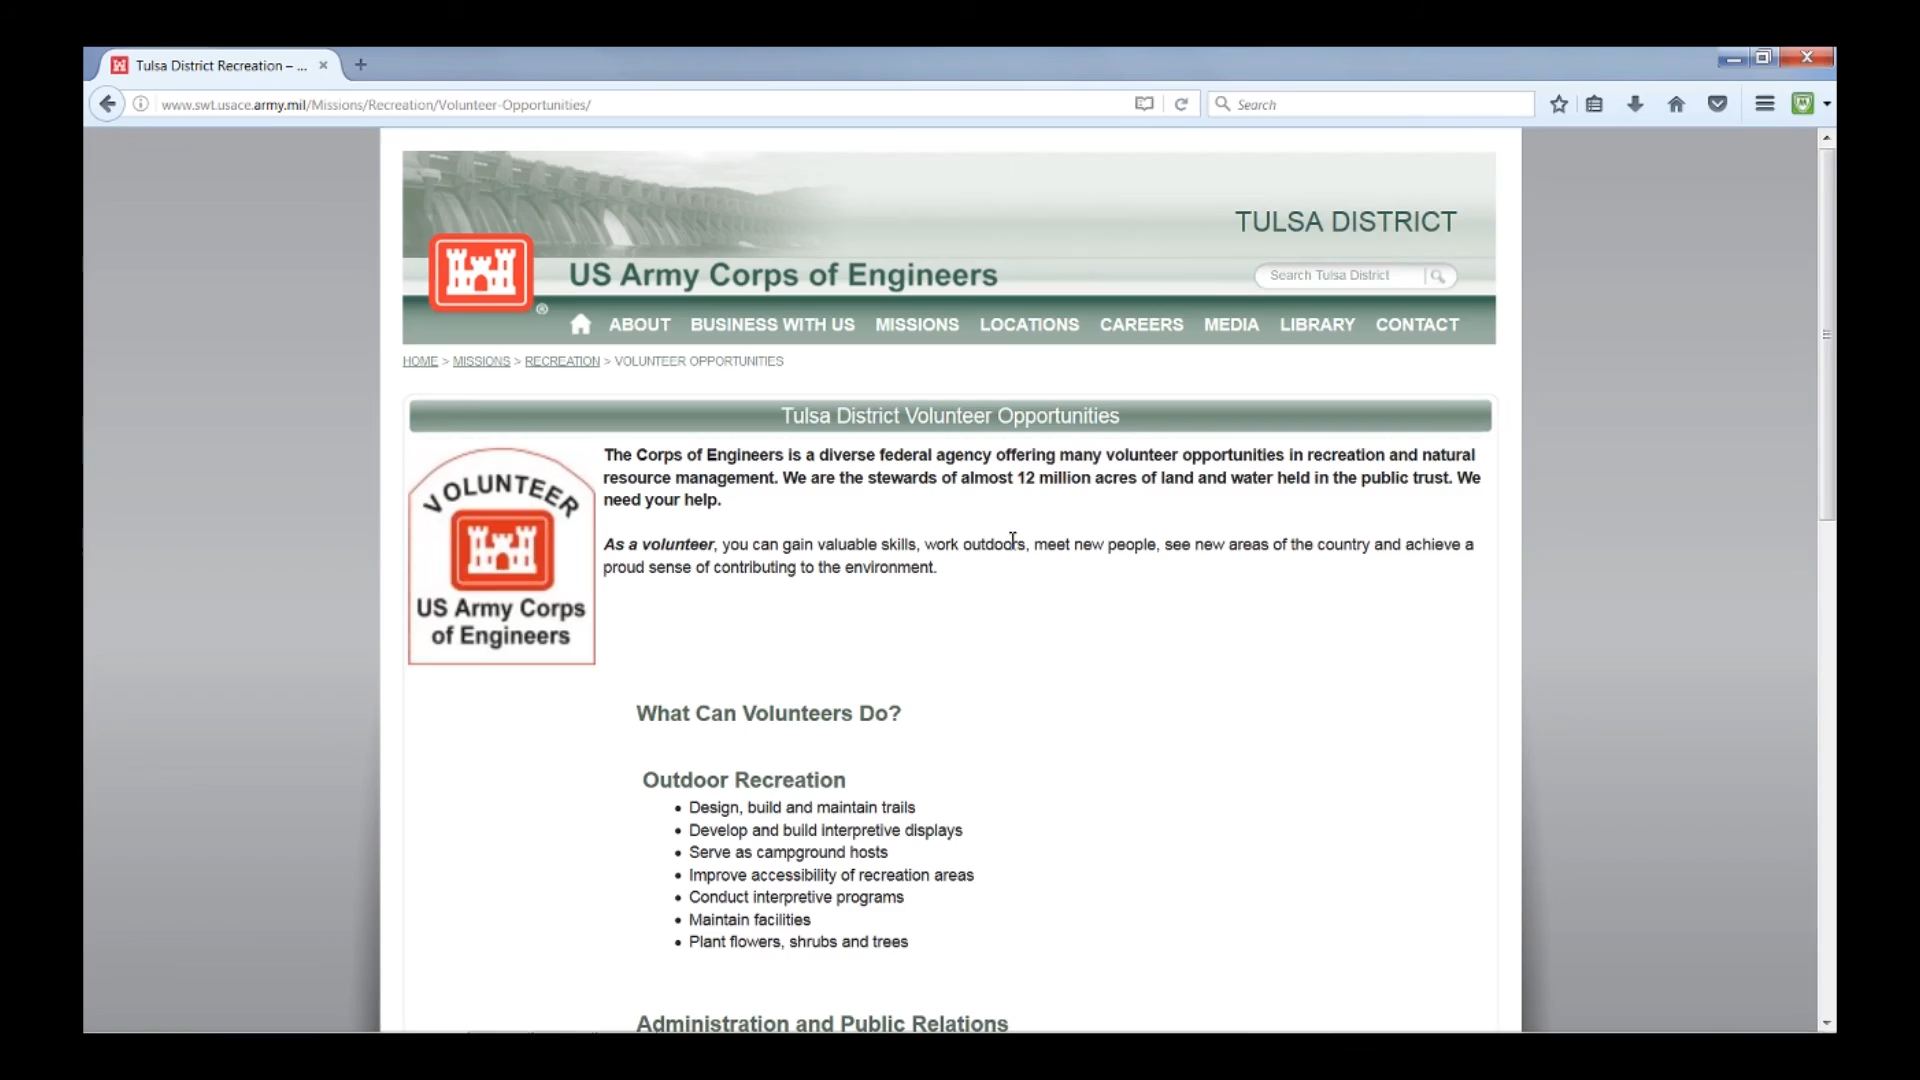 Tulsa District Recreation – ...
www.swt.usace.army.mil/Missions/Recreation/Volunteer-Opportunities/
Search
TULSA DISTRICT
US Army Corps of Engineers
Search Tulsa District
®
ABOUT BUSINESS WITH US MISSIONS LOCATIONS CAREERS MEDIA LIBRARY CONTACT
HOME > MISSIONS > RECREATION > VOLUNTEER OPPORTUNITIES
Tulsa District Volunteer Opportunities
VOLUNTEER
US Army Corps
of Engineers
The Corps of Engineers is a diverse federal agency offering many volunteer opportunities in recreation and natural
resource management. We are the stewards of almost 12 million acres of land and water held in the public trust. We
need your help.
As a volunteer, you can gain valuable skills, work outdoors, meet new people, see new areas of the country and achieve a
proud sense of contributing to the environment.
What Can Volunteers Do?
Outdoor Recreation
• Design, build and maintain trails
• Develop and build interpretive displays
• Serve as campground hosts
• Improve accessibility of recreation areas
• Conduct interpretive programs
• Maintain facilities
• Plant flowers, shrubs and trees
Administration and Public Relations